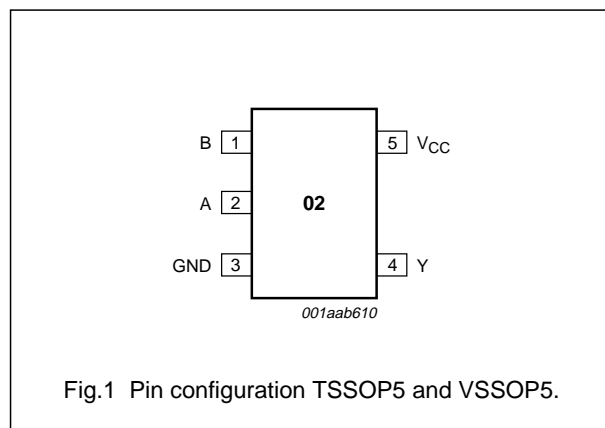 B 1 5 VCC
A 2 02
GND 3 4 Y
001aab610
Fig.1 Pin configuration TSSOP5 and VSSOP5.